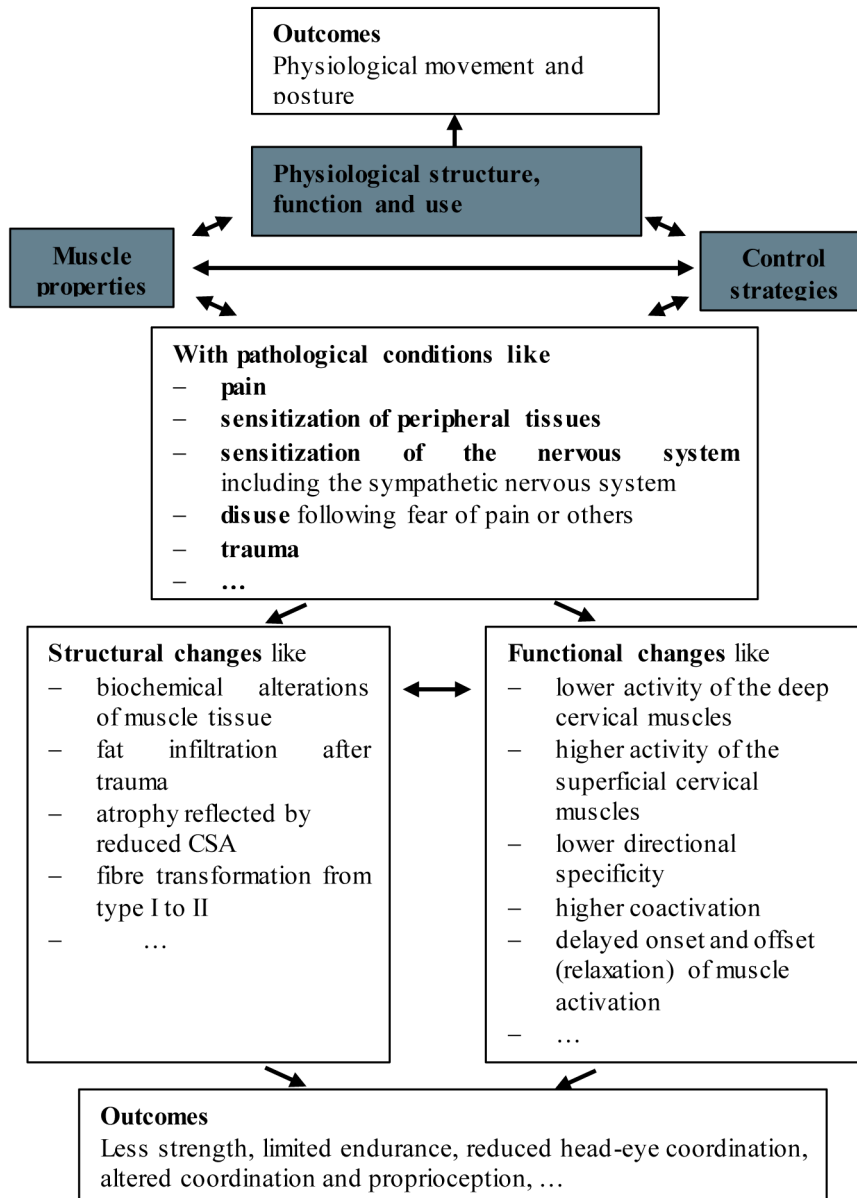 Outcomes
Physiological movement and
posture
Physiological structure,
function and use
Muscle
properties
Control
strategies
With pathological conditions like
– pain
– sensitization of peripheral tissues
– sensitization of the nervous system
including the sympathetic nervous system
– disuse following fear of pain or others
– trauma
– …
Structural changes like
– biochemical alterations
of muscle tissue
– fat infiltration after
trauma
– atrophy reflected by
reduced CSA
– fibre transformation from
type I to II
– …
Functional changes like
– lower activity of the deep
cervical muscles
– higher activity of the
superficial cervical
muscles
– lower directional
specificity
– higher coactivation
– delayed onset and offset
(relaxation) of muscle
activation
– …
Outcomes
Less strength, limited endurance, reduced head-eye coordination,
altered coordination and proprioception, …